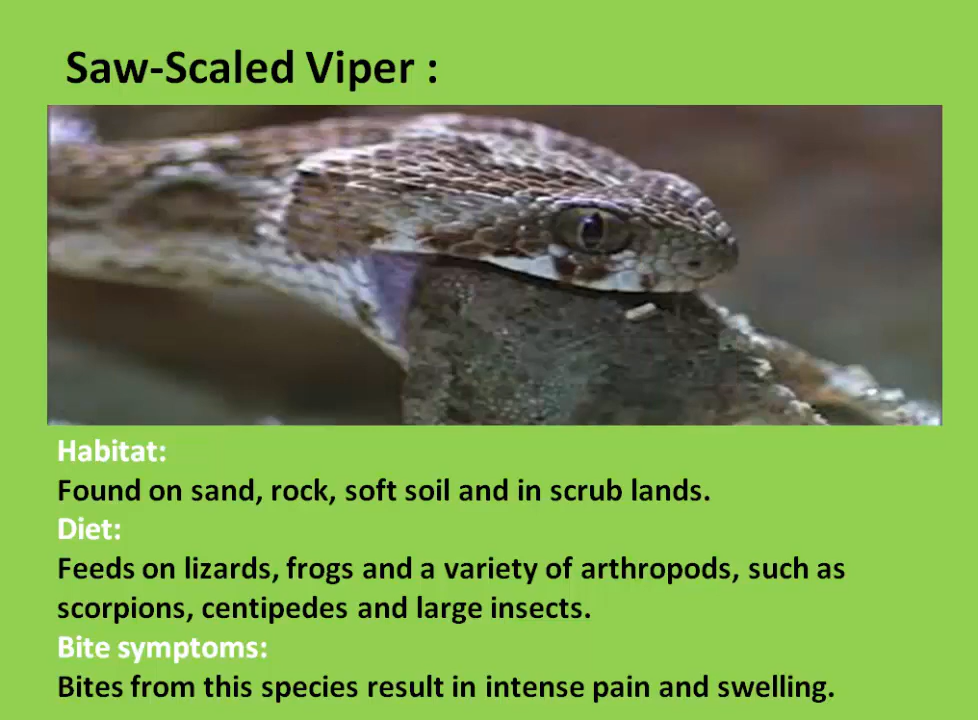 Saw-Scaled Viper :
Habitat:
Found on sand, rock, soft soil and in scrub lands.
Diet:
Feeds on lizards, frogs and a variety of arthropods, such as
scorpions, centipedes and large insects.
Bite symptoms:
Bites from this species result in intense pain and swelling.